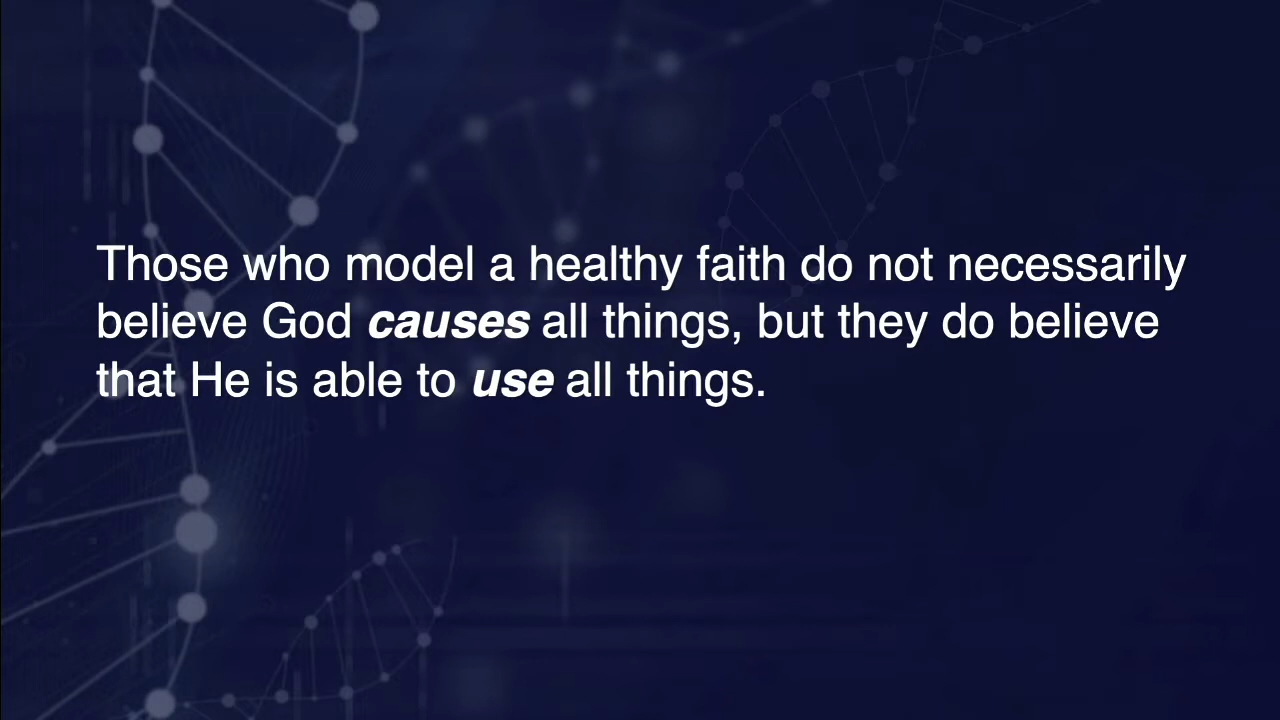 Those who model a healthy faith do not necessarily
believe God causes all things, but they do believe
that He is able to use all things.